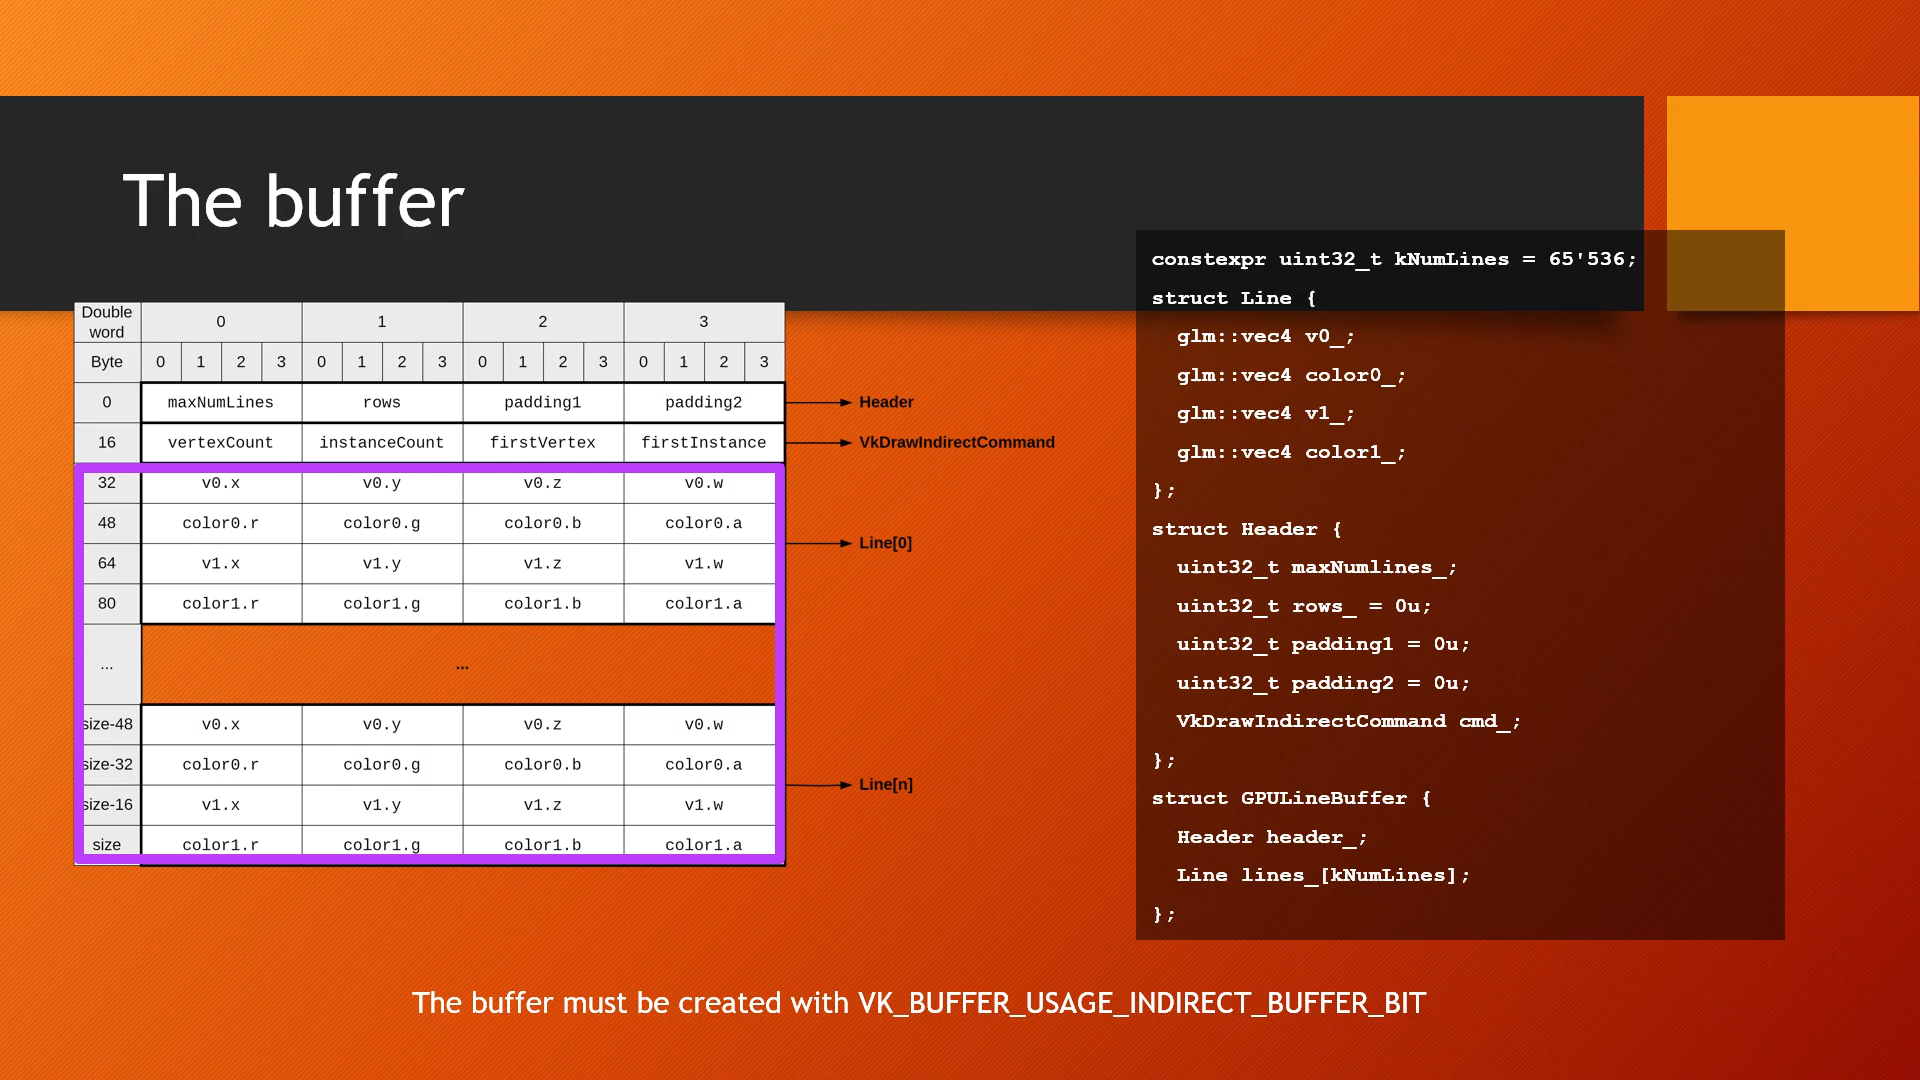 The buffer
Double word 0 1 2 3
Byte 0 1 2 3 0 1 2 3 0 1 2 3 0 1 2 3
0 maxNumLines rows padding1 padding2 Header
16 vertexCount instanceCount firstVertex firstInstance VkDrawIndirectCommand
32 v0.x v0.y v0.z v0.w
48 color0.r color0.g color0.b color0.a
Line[0]
64 v1.x v1.y v1.z v1.w
80 color1.r color1.g color1.b color1.a
... ...
size-48 v0.x v0.y v0.z v0.w
size-32 color0.r color0.g color0.b color0.a
Line[n]
size-16 v1.x v1.y v1.z v1.w
size color1.r color1.g color1.b color1.a
constexpr uint32_t kNumLines = 65'536;
struct Line {
glm::vec4 v0_;
glm::vec4 color0_;
glm::vec4 v1_;
glm::vec4 color1_;
};
struct Header {
uint32_t maxNumlines_;
uint32_t rows_ = 0u;
uint32_t padding1 = 0u;
uint32_t padding2 = 0u;
VkDrawIndirectCommand cmd_;
};
struct GPULineBuffer {
Header header_;
Line lines_[kNumLines];
};
The buffer must be created with VK_BUFFER_USAGE_INDIRECT_BUFFER_BIT